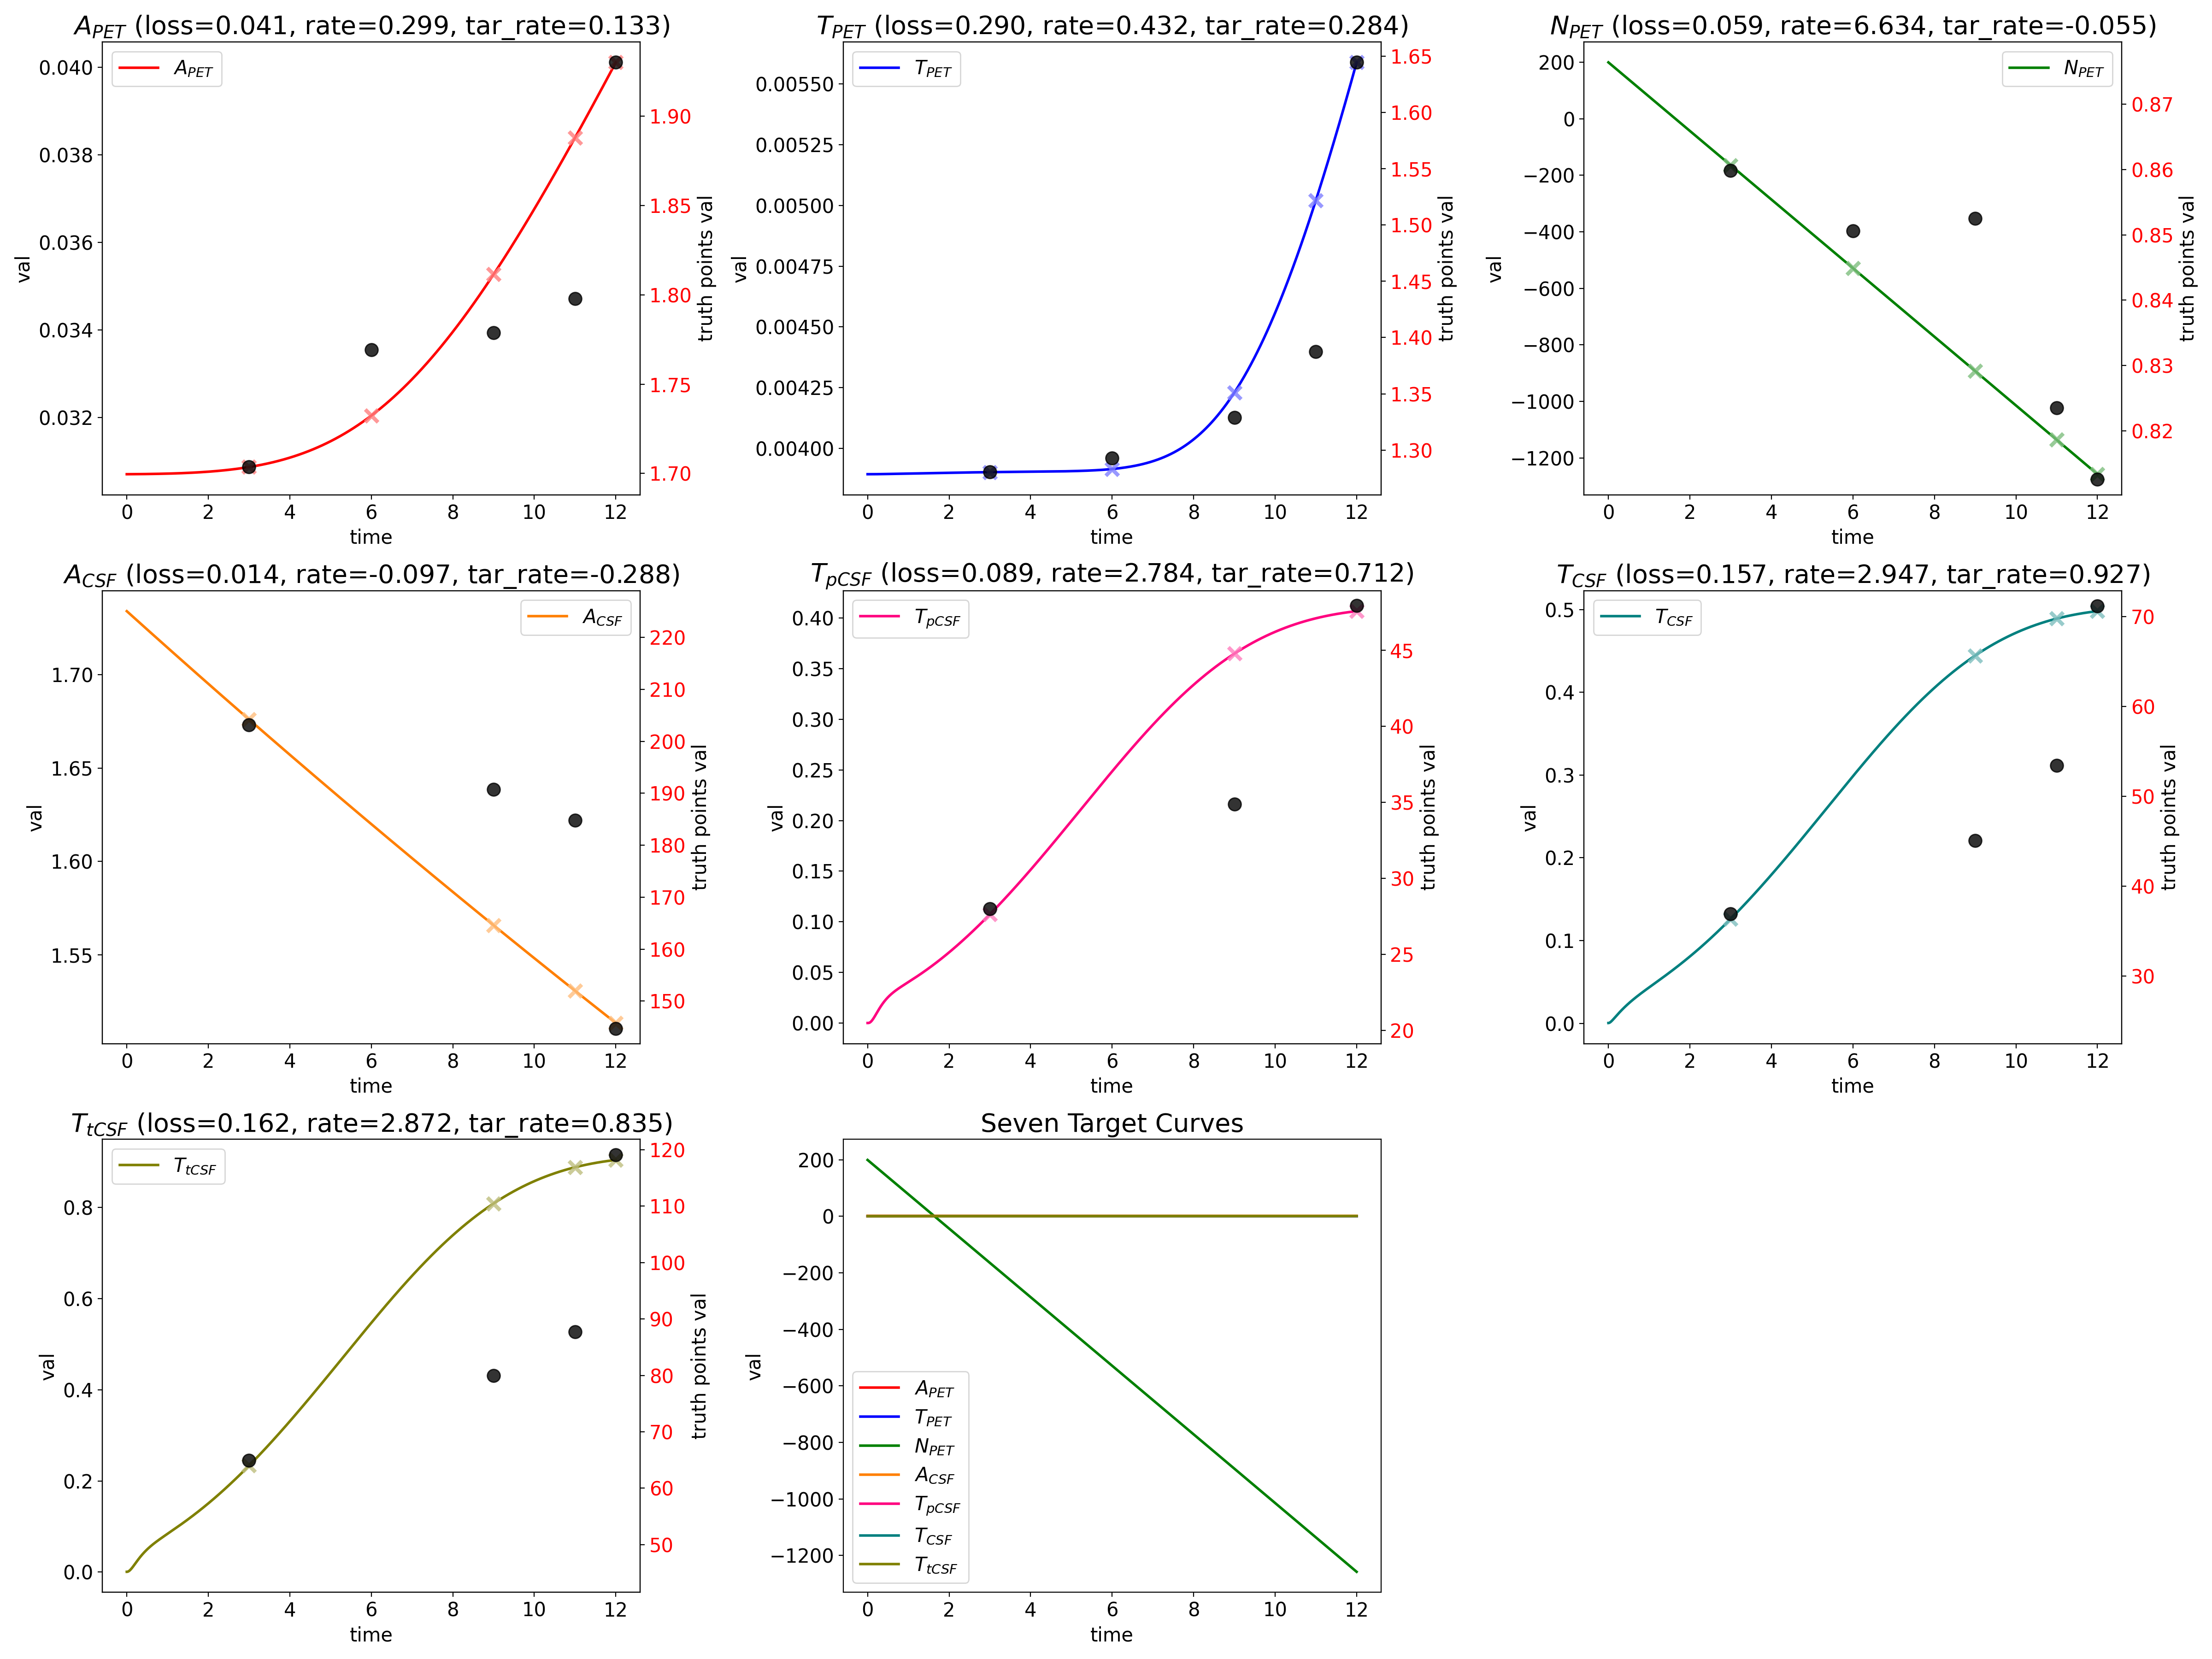 A_PET (loss=0.041, rate=0.299, tar_rate=0.133)
A_PET
0.040
0.038
0.036
0.034
0.032
val
1.90
1.85
1.80
1.75
1.70
truth points val
0 2 4 6 8 10 12
time
T_PET (loss=0.290, rate=0.432, tar_rate=0.284)
T_PET
0.00550
0.00525
0.00500
0.00475
0.00450
0.00425
0.00400
val
1.65
1.60
1.55
1.50
1.45
1.40
1.35
1.30
truth points val
0 2 4 6 8 10 12
time
N_PET (loss=0.059, rate=6.634, tar_rate=-0.055)
N_PET
200
0
−200
−400
−600
−800
−1000
−1200
val
0.87
0.86
0.85
0.84
0.83
0.82
truth points val
0 2 4 6 8 10 12
time
A_CSF (loss=0.014, rate=-0.097, tar_rate=-0.288)
A_CSF
1.70
1.65
1.60
1.55
val
220
210
200
190
180
170
160
150
truth points val
0 2 4 6 8 10 12
time
T_pCSF (loss=0.089, rate=2.784, tar_rate=0.712)
T_pCSF
0.40
0.35
0.30
0.25
0.20
0.15
0.10
0.05
0.00
val
45
40
35
30
25
20
truth points val
0 2 4 6 8 10 12
time
T_CSF (loss=0.157, rate=2.947, tar_rate=0.927)
T_CSF
0.5
0.4
0.3
0.2
0.1
0.0
val
70
60
50
40
30
truth points val
0 2 4 6 8 10 12
time
T_tCSF (loss=0.162, rate=2.872, tar_rate=0.835)
T_tCSF
0.8
0.6
0.4
0.2
0.0
val
120
110
100
90
80
70
60
50
truth points val
0 2 4 6 8 10 12
time
Seven Target Curves
200
0
−200
−400
−600
−800
−1000
−1200
val
A_PET
T_PET
N_PET
A_CSF
T_pCSF
T_CSF
T_tCSF
0 2 4 6 8 10 12
time